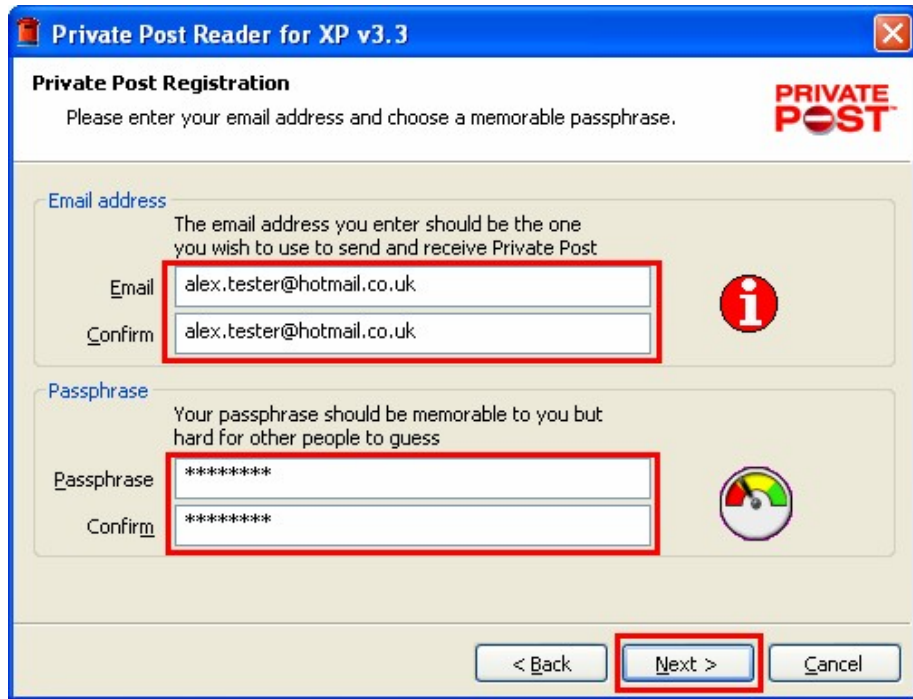 Private Post Reader for XP v3.3
Private Post Registration
Please enter your email address and choose a memorable passphrase.
PRIVATE
POST™
Email address
The email address you enter should be the one
you wish to use to send and receive Private Post
Email
alex.tester@hotmail.co.uk
Confirm
alex.tester@hotmail.co.uk
Passphrase
Your passphrase should be memorable to you but
hard for other people to guess
Passphrase
********
Confirm
********
< Back
Next >
Cancel